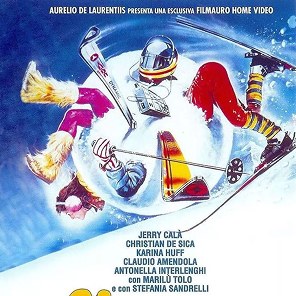 AURELIO DE LAURENTIIS PRESENTA UNA ESCLUSIVA FILMAURO HOME VIDEO
JERRY CALÀ
CHRISTIAN DE SICA
KARINA HUFF
CLAUDIO AMENDOLA
ANTONELLA INTERLENGHI
CON MARILÙ TOLO
E CON STEFANIA SANDRELLI